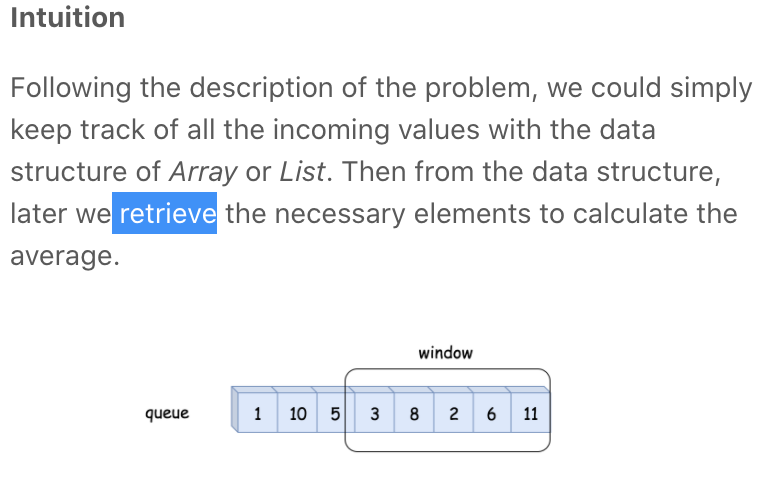 Intuition
Following the description of the problem, we could simply
keep track of all the incoming values with the data
structure of Array or List. Then from the data structure,
later we retrieve the necessary elements to calculate the
average.
window
queue 1 10 5 3 8 2 6 11